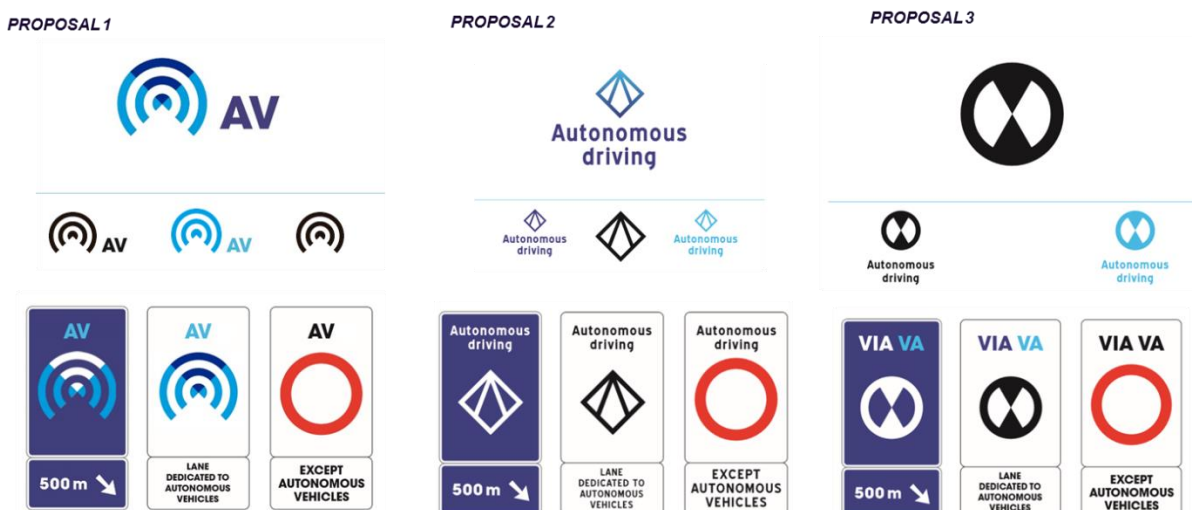 PROPOSAL 1
AV
AV
AV
AV
500 m
AV
LANE
DEDICATED TO
AUTONOMOUS
VEHICLES
AV
EXCEPT
AUTONOMOUS
VEHICLES
PROPOSAL 2
Autonomous
driving
Autonomous
driving
Autonomous
driving
Autonomous
driving
500 m
Autonomous
driving
LANE
DEDICATED TO
AUTONOMOUS
VEHICLES
Autonomous
driving
EXCEPT
AUTONOMOUS
VEHICLES
PROPOSAL 3
Autonomous
driving
Autonomous
driving
VIA VA
500 m
VIA VA
LANE
DEDICATED TO
AUTONOMOUS
VEHICLES
VIA VA
EXCEPT
AUTONOMOUS
VEHICLES